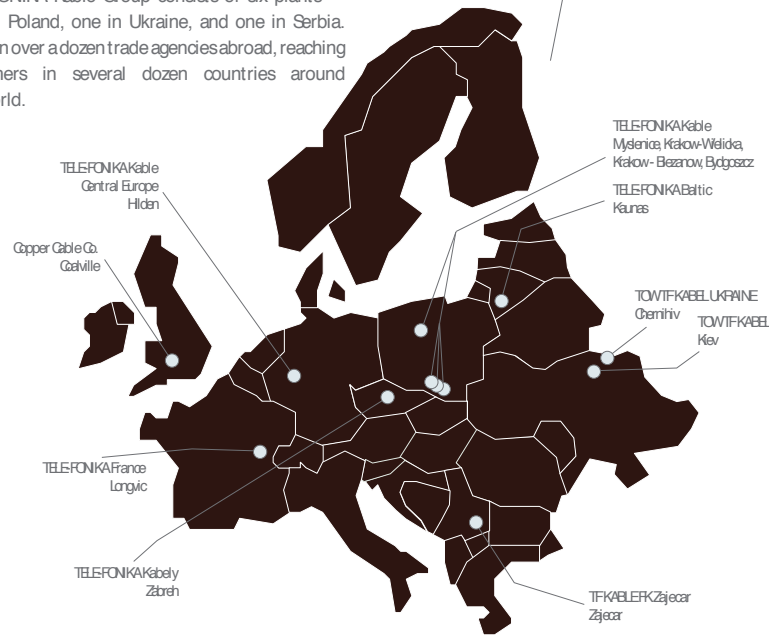 Poland, one in Ukraine, and one in Serbia.
over a dozen trade agencies abroad, reaching
in several dozen countries around
TELE-FONIKA Kable
Myslenice, Krakow-Wielicka,
Krakow - Biezanow, Bydgoszcz
TELE-FONIKA Kable
Central Europe
Hilden
TELE-FONIKA Baltic
Kaunas
Copper Cable Co.
Coalville
TOW TF KABEL UKRAINE
Chernihiv
TOW TF KABEL
Kiev
TELE-FONIKA France
Longvic
TELE-FONIKA Kabely
Zabreh
TF KABLE FK Zajecar
Zajecar